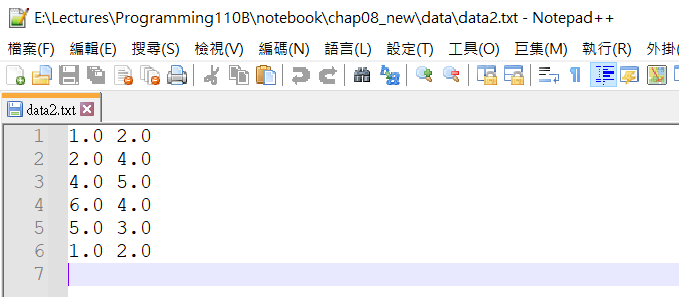 E:\Lectures\Programming110B\notebook\chap08_new\data\data2.txt - Notepad++
檔案(F) 編輯(E) 搜尋(S) 檢視(V) 編碼(N) 語言(L) 設定(T) 工具(O) 巨集(M) 執行(R) 外掛
data2.txt
1 1.0 2.0
2 2.0 4.0
3 4.0 5.0
4 6.0 4.0
5 5.0 3.0
6 1.0 2.0
7